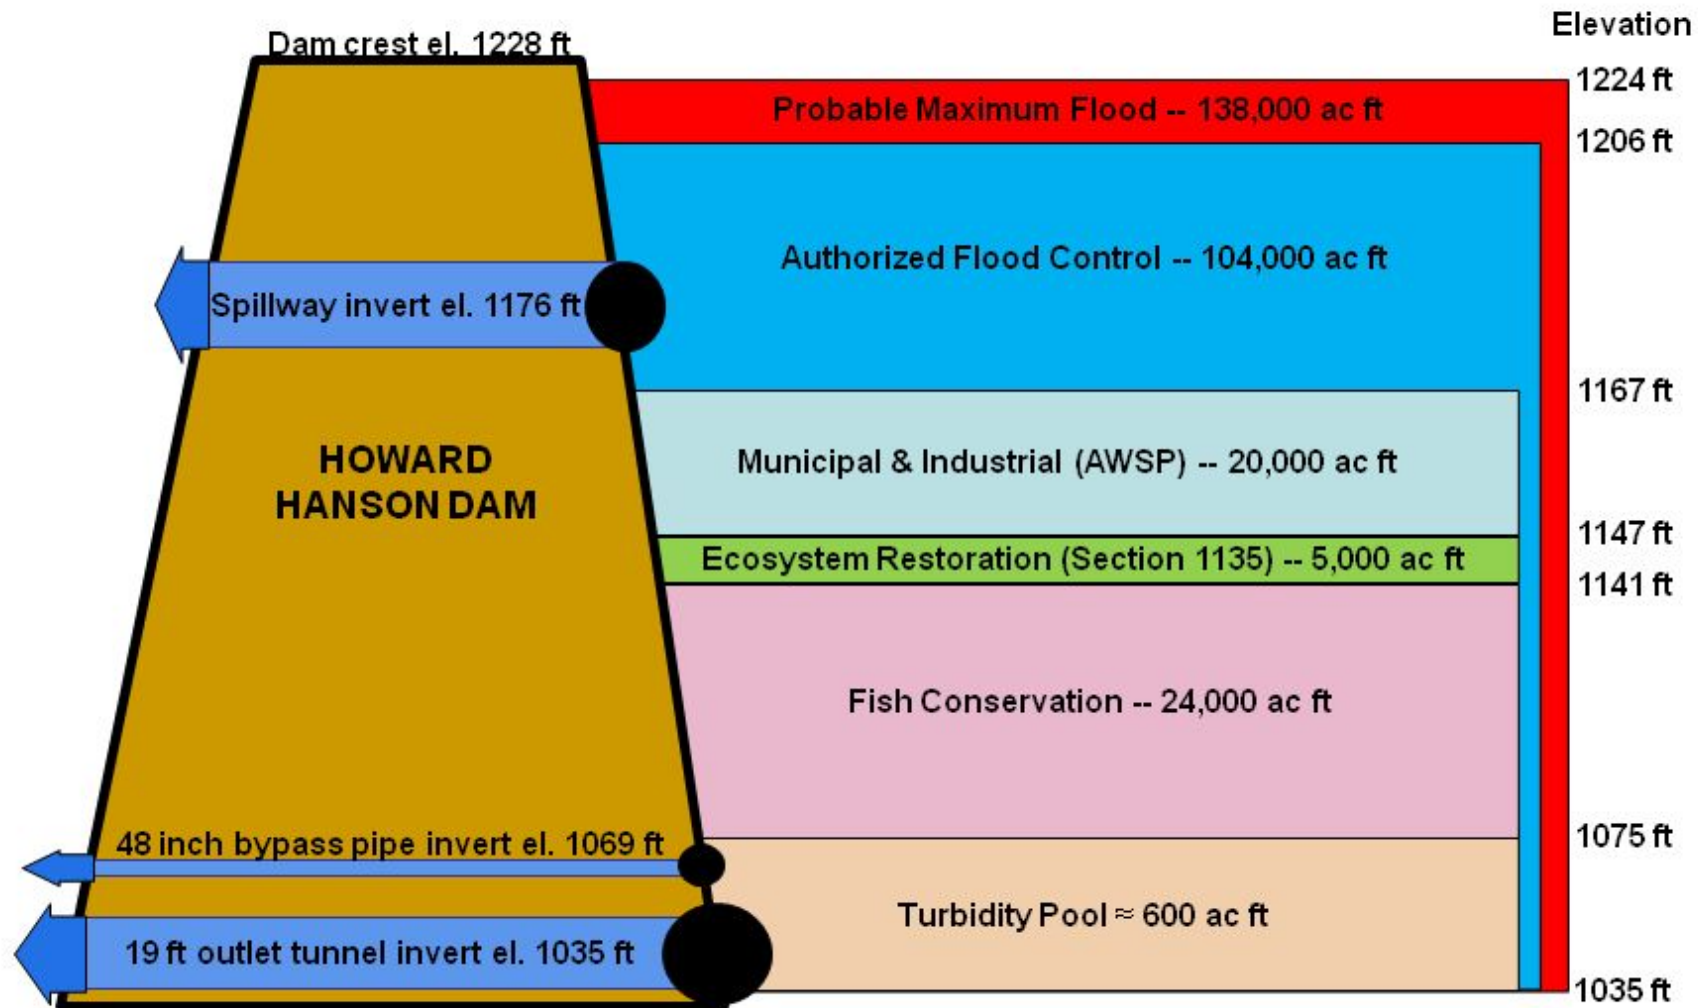 Elevation
Dam crest el. 1228 ft
1224 ft
Probable Maximum Flood -- 138,000 ac ft
1206 ft
Authorized Flood Control -- 104,000 ac ft
Spillway invert el. 1176 ft
1167 ft
HOWARD
HANSON DAM
Municipal & Industrial (AWSP) -- 20,000 ac ft
1147 ft
Ecosystem Restoration (Section 1135) -- 5,000 ac ft
1141 ft
Fish Conservation -- 24,000 ac ft
1075 ft
48 inch bypass pipe invert el. 1069 ft
Turbidity Pool ≈ 600 ac ft
19 ft outlet tunnel invert el. 1035 ft
1035 ft